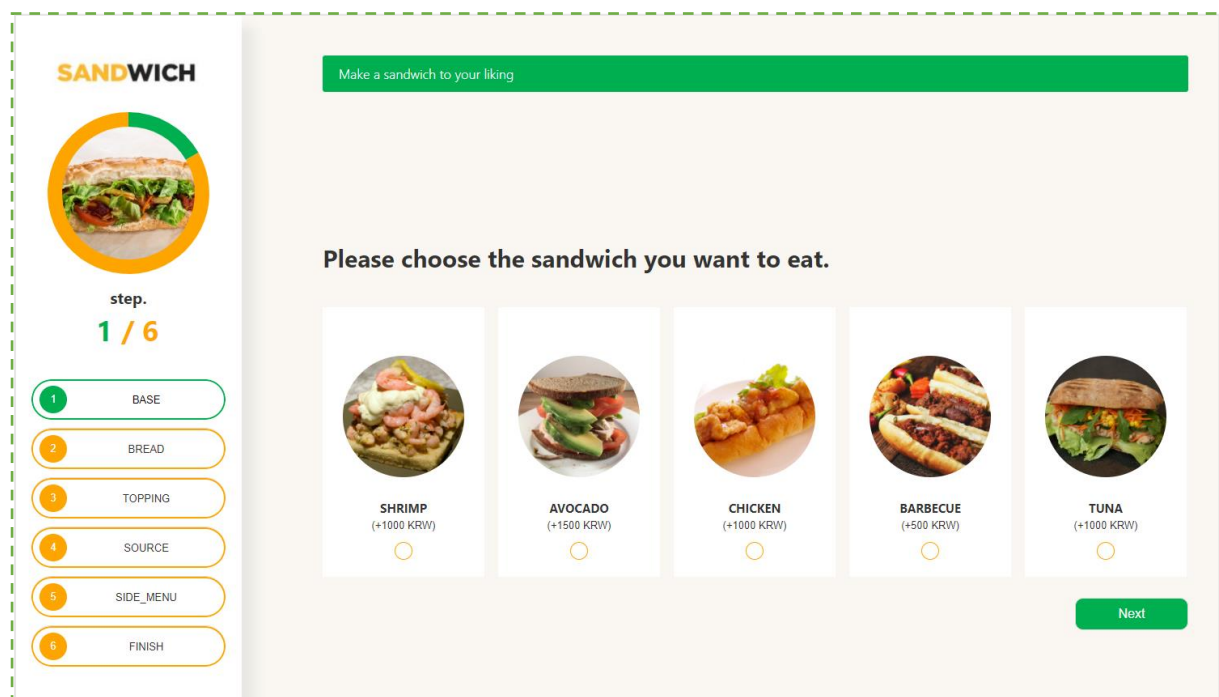 SANDWICH
step.
1 / 6
1 BASE
2 BREAD
3 TOPPING
4 SOURCE
5 SIDE_MENU
6 FINISH
Make a sandwich to your liking
Please choose the sandwich you want to eat.
SHRIMP
(+1000 KRW)
AVOCADO
(+1500 KRW)
CHICKEN
(+1000 KRW)
BARBECUE
(+500 KRW)
TUNA
(+1000 KRW)
Next